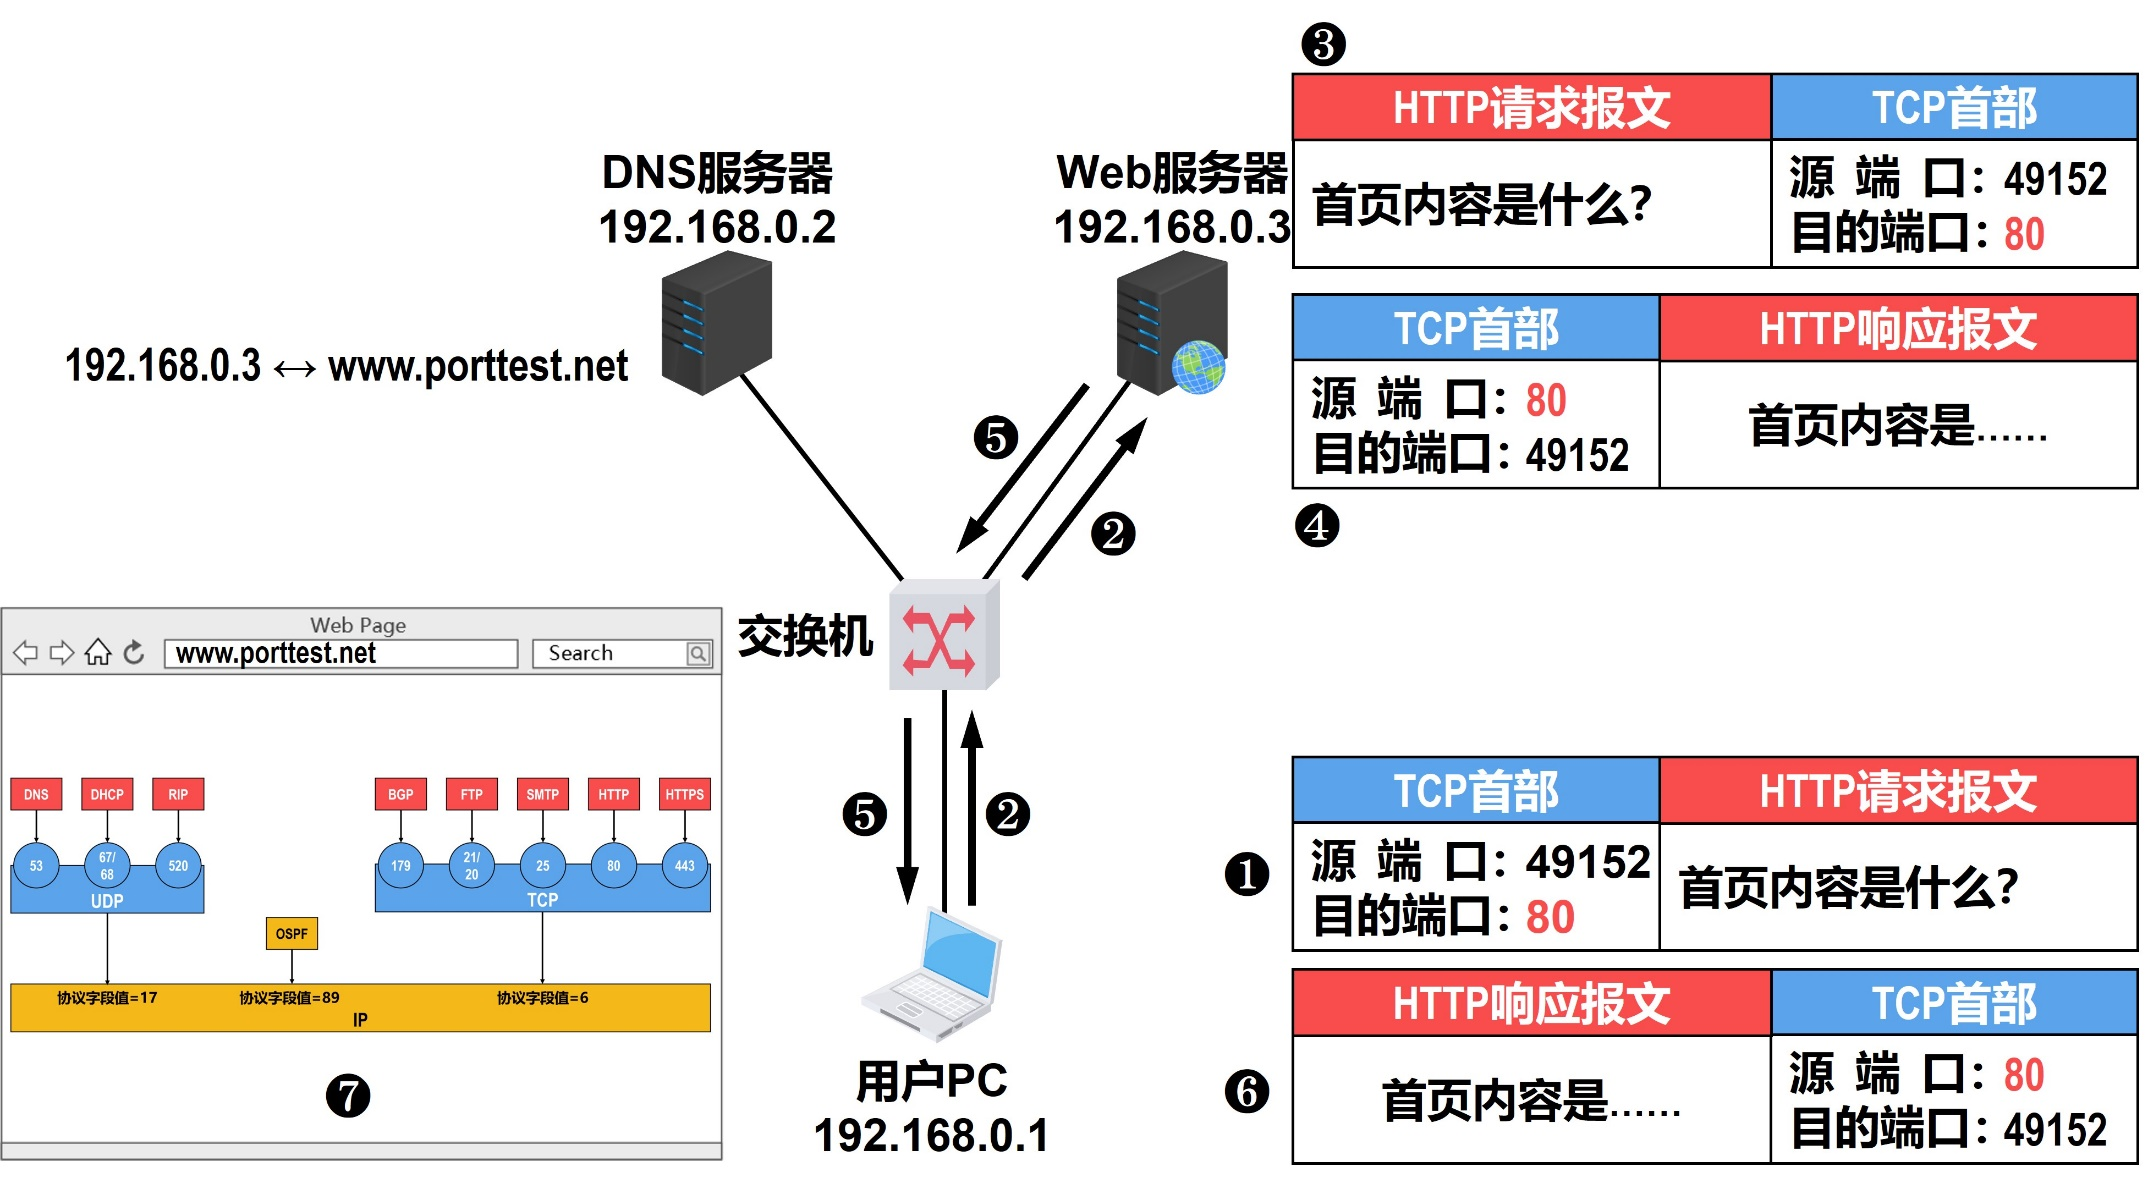 ❸
HTTP请求报文 TCP首部
首页内容是什么？
源 端 口：49152
目的端口：80
DNS服务器
192.168.0.2
Web服务器
192.168.0.3
TCP首部 HTTP响应报文
源 端 口：80
目的端口：49152
首页内容是……
❹
192.168.0.3 ↔ www.porttest.net
❺
❷
交换机
Web Page
www.porttest.net
Search
DNS DHCP RIP BGP FTP SMTP HTTP HTTPS
53 67/68 520 179 21/20 25 80 443
UDP TCP
OSPF
协议字段值=17 协议字段值=89 协议字段值=6
IP
❼
❺
❷
用户PC
192.168.0.1
❶
TCP首部 HTTP请求报文
源 端 口：49152
目的端口：80
首页内容是什么？
❻
HTTP响应报文 TCP首部
首页内容是……
源 端 口：80
目的端口：49152